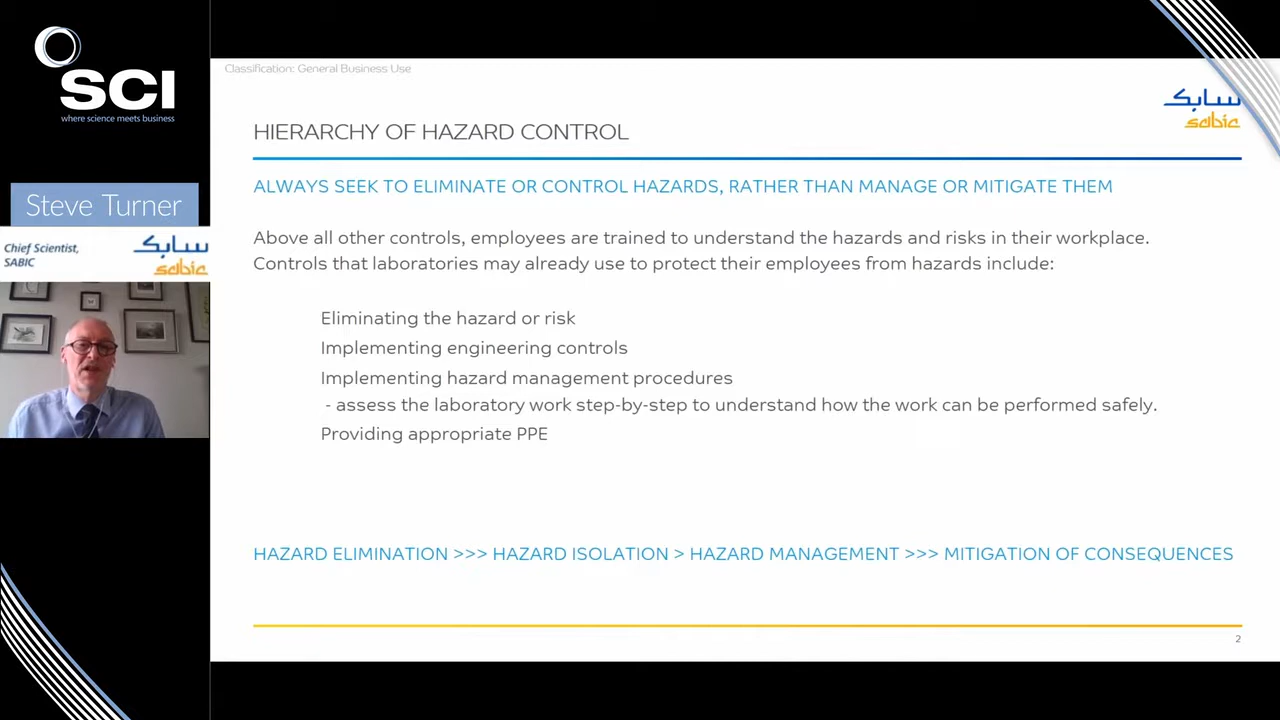 SCI
where science meets business
Steve Turner
Chief Scientist,
SABIC
سابك
sabic
Classification: General Business Use
سابك
sabic
HIERARCHY OF HAZARD CONTROL
ALWAYS SEEK TO ELIMINATE OR CONTROL HAZARDS, RATHER THAN MANAGE OR MITIGATE THEM
Above all other controls, employees are trained to understand the hazards and risks in their workplace.
Controls that laboratories may already use to protect their employees from hazards include:
Eliminating the hazard or risk
Implementing engineering controls
Implementing hazard management procedures
- assess the laboratory work step-by-step to understand how the work can be performed safely.
Providing appropriate PPE
HAZARD ELIMINATION >>> HAZARD ISOLATION > HAZARD MANAGEMENT >>> MITIGATION OF CONSEQUENCES
2